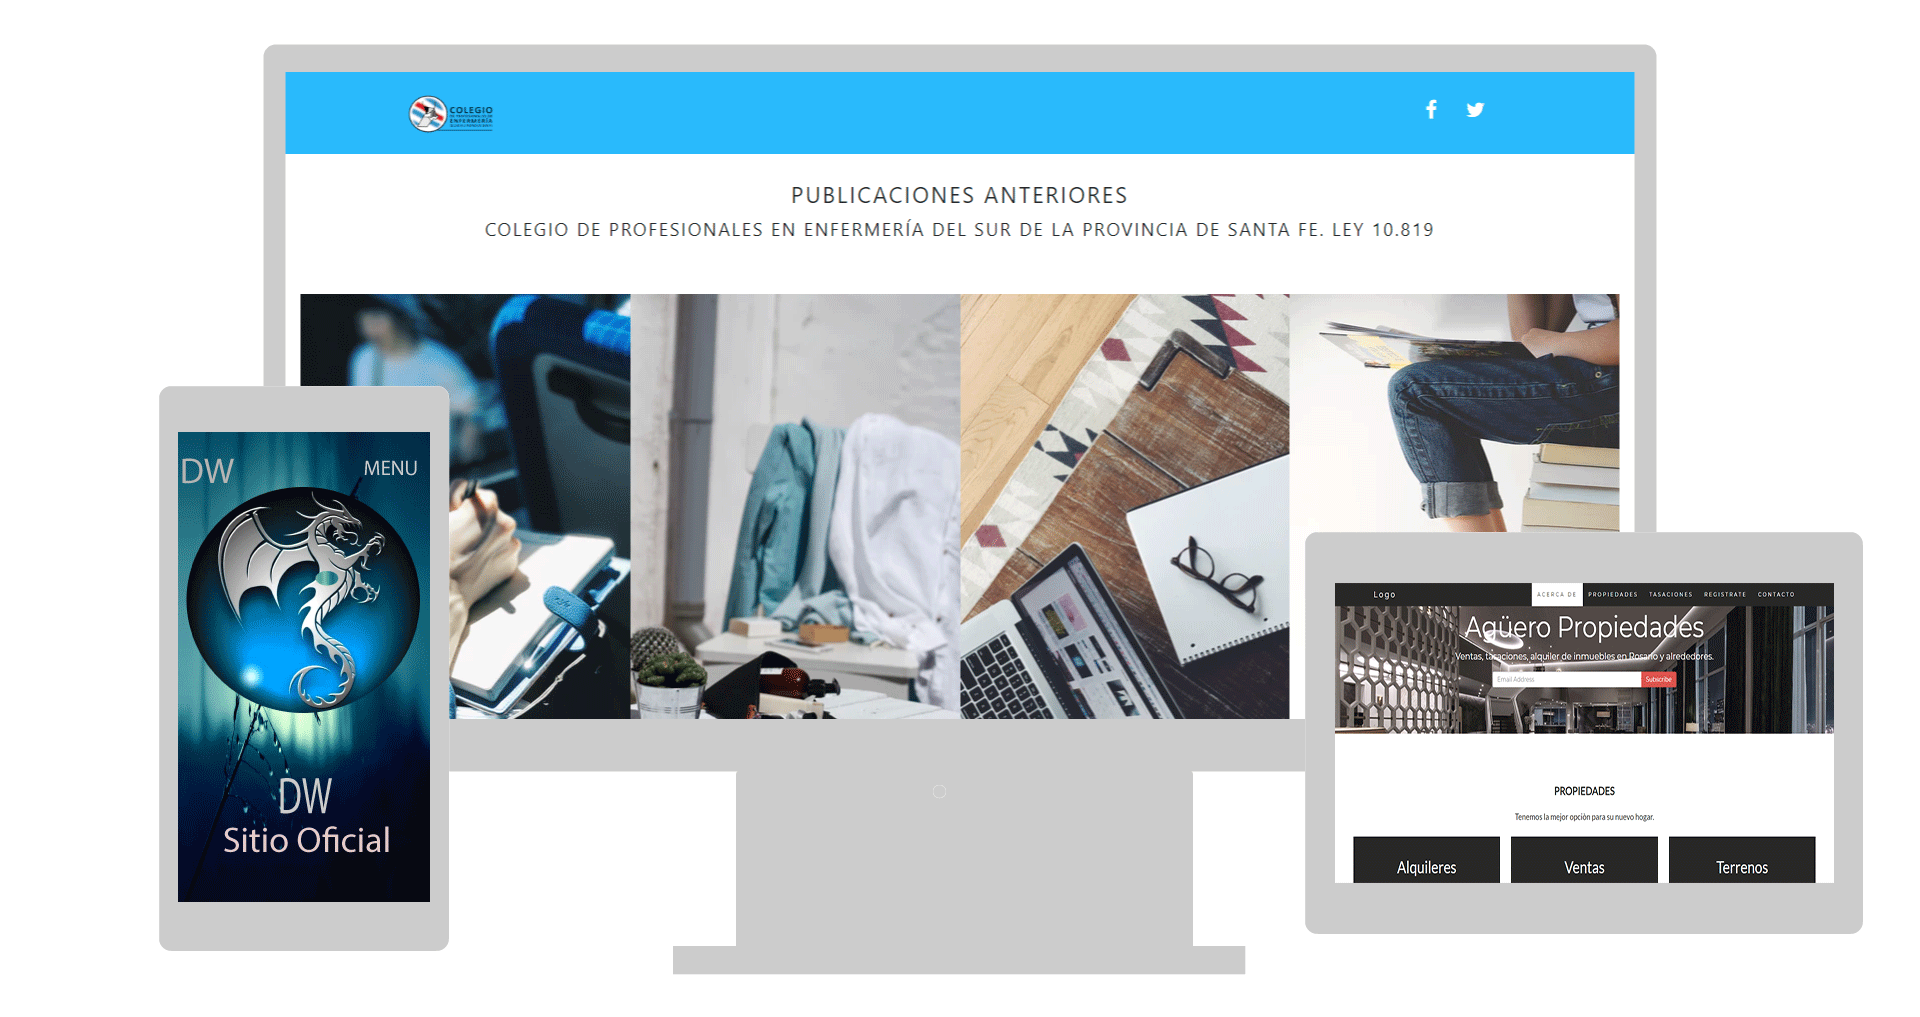 COLEGIO
ENFERMERÍA
PUBLICACIONES ANTERIORES
COLEGIO DE PROFESIONALES EN ENFERMERÍA DEL SUR DE LA PROVINCIA DE SANTA FE. LEY 10.819
DW MENU
DW
Sitio Oficial
Logo ACERCA DE PROPIEDADES TASACIONES REGISTRATE CONTACTO
Agüero Propiedades
Ventas, tasaciones, alquiler de inmuebles en Rosario y alrededores.
Email Address Subscribe
PROPIEDADES
Tenemos la mejor opción para su nuevo hogar.
Alquileres Ventas Terrenos